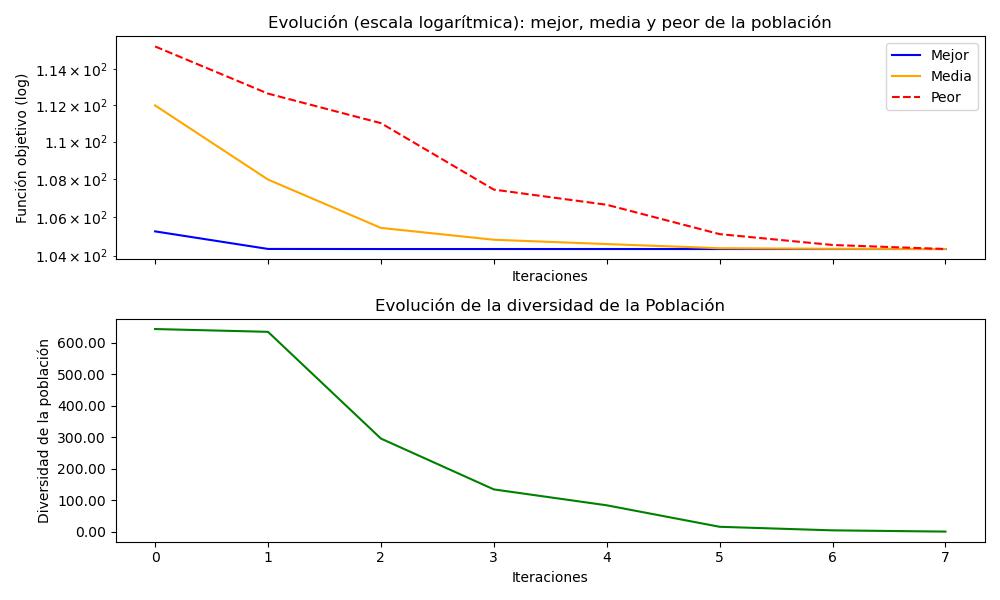 Evolución (escala logarítmica): mejor, media y peor de la población
Función objetivo (log)
1.14 × 10²
1.12 × 10²
1.1 × 10²
1.08 × 10²
1.06 × 10²
1.04 × 10²
Mejor
Media
Peor
Iteraciones
Evolución de la diversidad de la Población
Diversidad de la población
600.00
500.00
400.00
300.00
200.00
100.00
0.00
0 1 2 3 4 5 6 7
Iteraciones